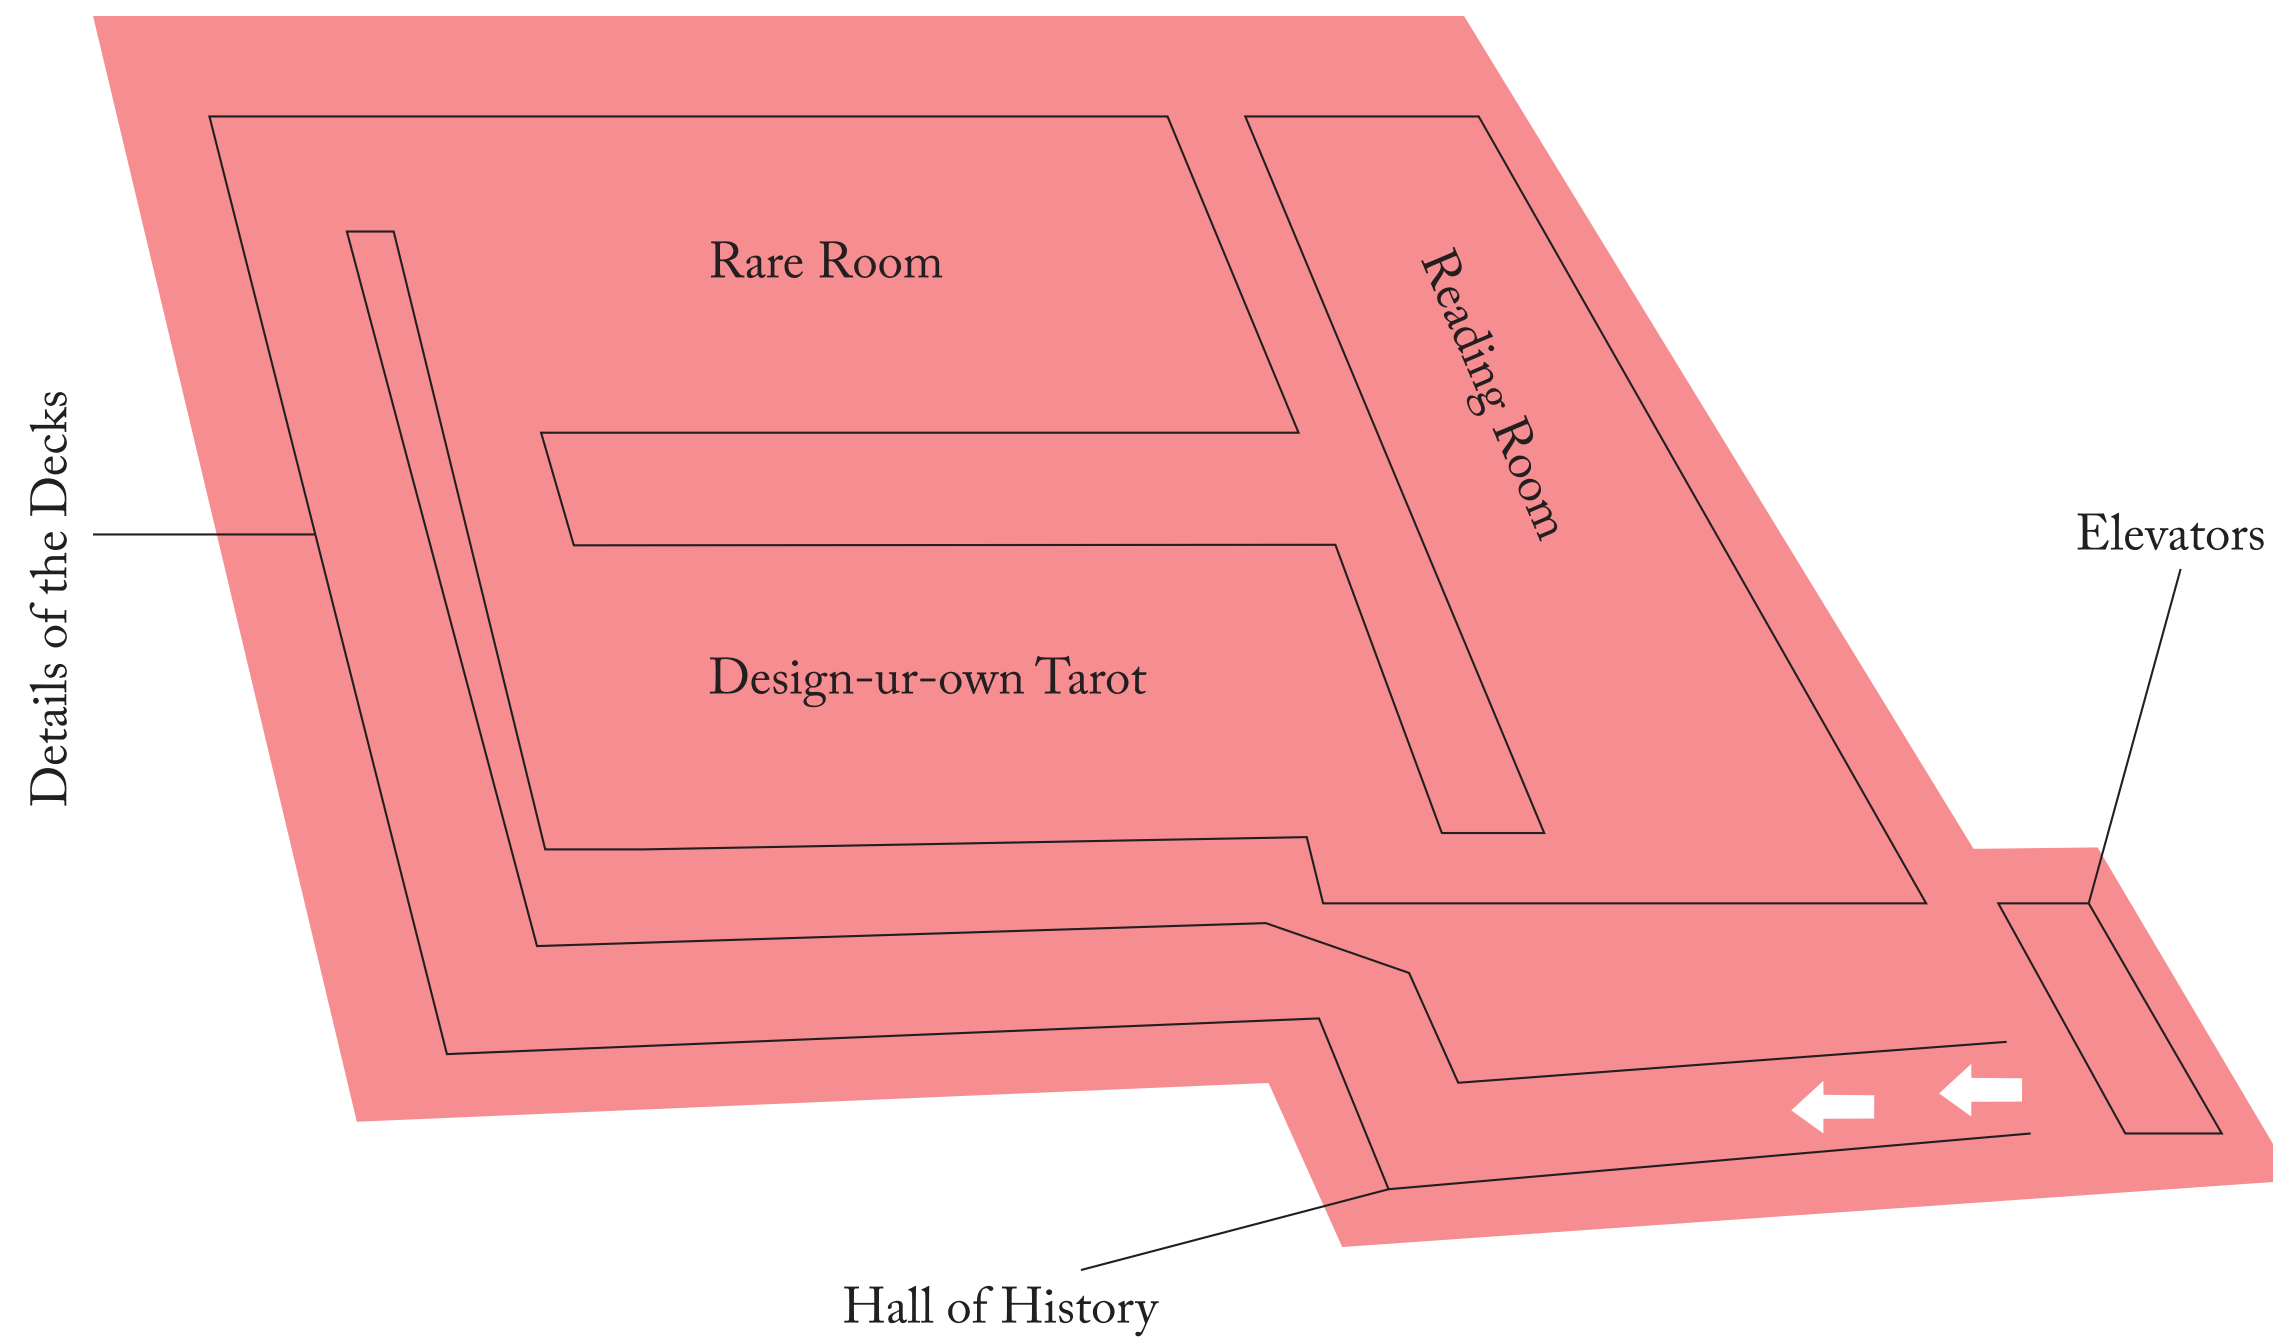 Rare Room
Reading Room
Details of the Decks
Elevators
Design-ur-own Tarot
Hall of History